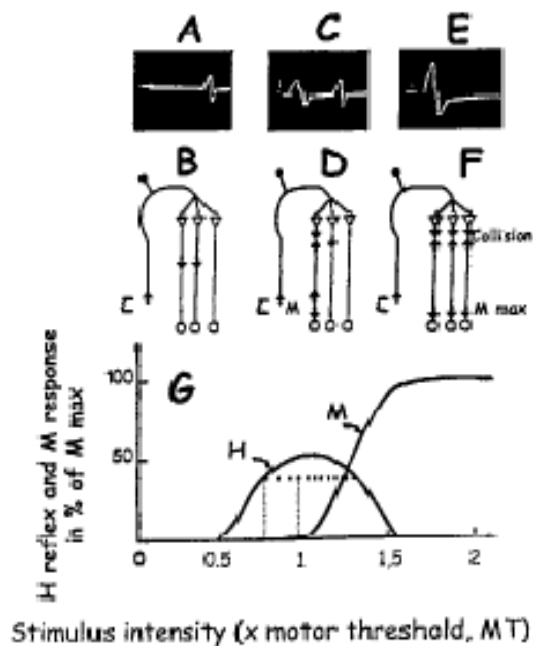 A C E
B D F
Collision
E E M E M max
G
H reflex and M response
in % of M max
100
50
H
M
0 0.5 1 1,5 2
Stimulus intensity (x motor threshold, MT)